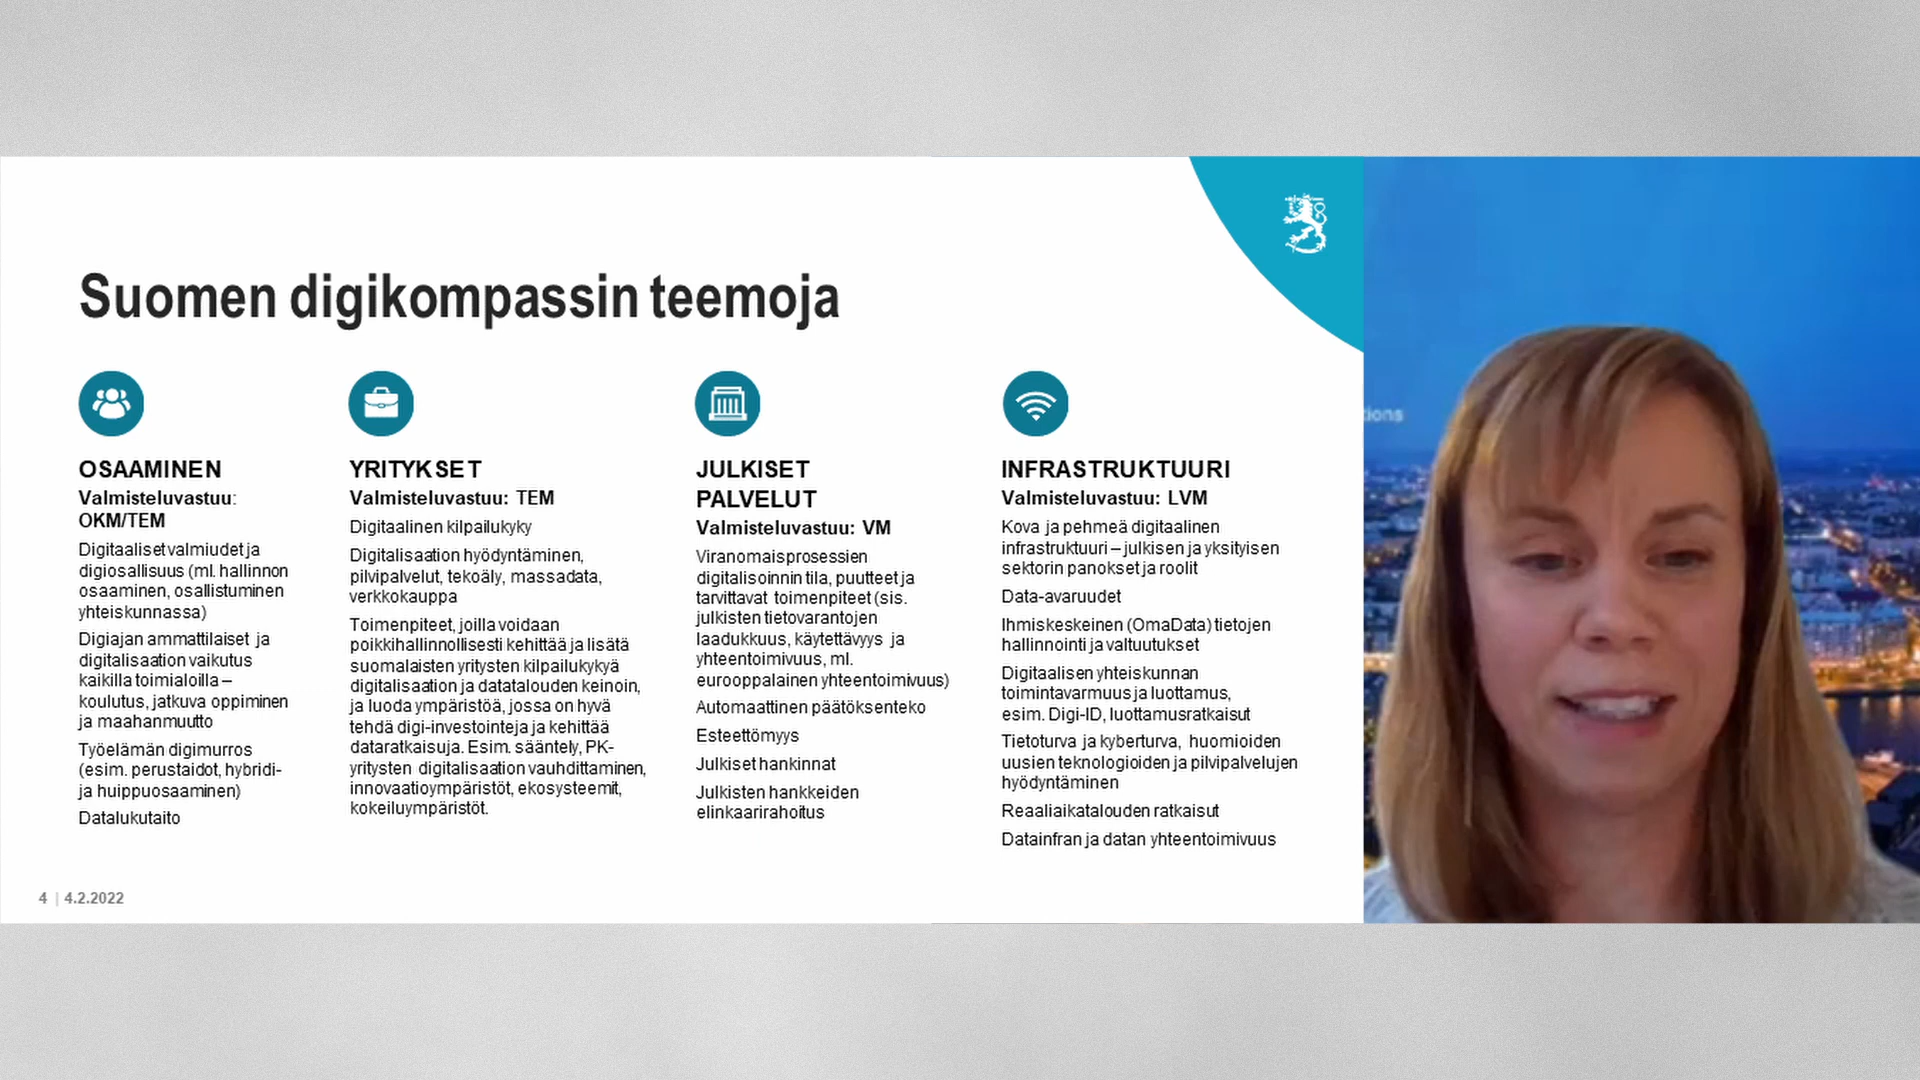 Suomen digikompassin teemoja
OSAAMINEN
Valmisteluvastuu:
OKM/TEM
Digitaaliset valmiudet ja
digiosallisuus (ml. hallinnon
osaaminen, osallistuminen
yhteiskunnassa)
Digiajan ammattilaiset ja
digitalisaation vaikutus
kaikilla toimialoilla –
koulutus, jatkuva oppiminen
ja maahanmuutto
Työelämän digimurros
(esim. perustaidot, hybridi-
ja huippuosaaminen)
Datalukutaito
YRITYKSET
Valmisteluvastuu: TEM
Digitaalinen kilpailukyky
Digitalisaation hyödyntäminen,
pilvipalvelut, tekoäly, massadata,
verkkokauppa
Toimenpiteet, joilla voidaan
poikkihallinnollisesti kehittää ja lisätä
suomalaisten yritysten kilpailukykyä
digitalisaation ja datatalouden keinoin,
ja luoda ympäristöä, jossa on hyvä
tehdä digi-investointeja ja kehittää
dataratkaisuja. Esim. sääntely, PK-
yritysten digitalisaation vauhdittaminen,
innovaatioympäristöt, ekosysteemit,
kokeiluympäristöt.
JULKISET
PALVELUT
Valmisteluvastuu: VM
Viranomaisprosessien
digitalisoinnin tila, puutteet ja
tarvittavat toimenpiteet (sis.
julkisten tietovarantojen
laadukkuus, käytettävyys ja
yhteentoimivuus, ml.
eurooppalainen yhteentoimivuus)
Automaattinen päätöksenteko
Esteettömyys
Julkiset hankinnat
Julkisten hankkeiden
elinkaarirahoitus
INFRASTRUKTUURI
Valmisteluvastuu: LVM
Kova ja pehmeä digitaalinen
infrastruktuuri – julkisen ja yksityisen
sektorin panokset ja roolit
Data-avaruudet
Ihmiskeskeinen (OmaData) tietojen
hallinnointi ja valtuutukset
Digitaalisen yhteiskunnan
toimintavarmuus ja luottamus,
esim. Digi-ID, luottamusratkaisut
Tietoturva ja kyberturva, huomioiden
uusien teknologioiden ja pilvipalvelujen
hyödyntäminen
Reaaliaikatalouden ratkaisut
Datainfran ja datan yhteentoimivuus
4 | 4.2.2022